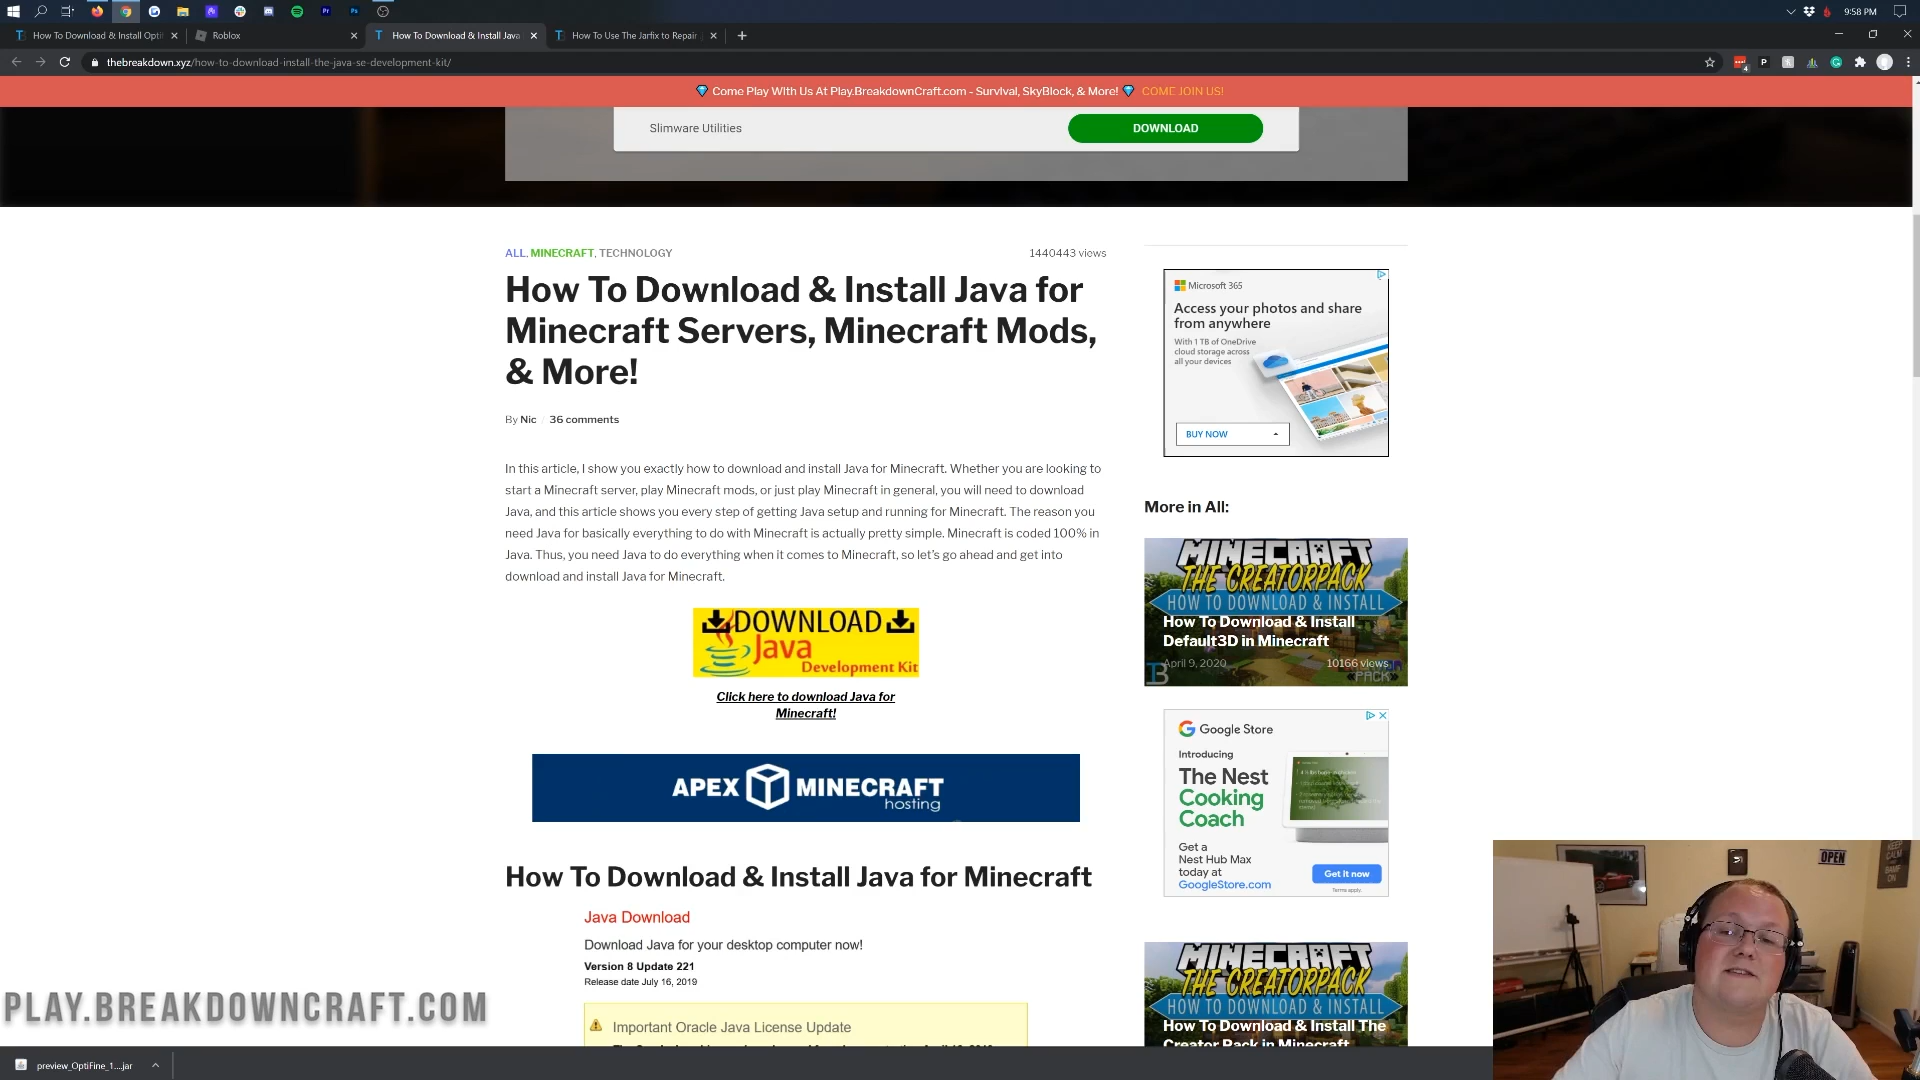 9:58 PM
How To Download & Install Opti
Roblox
How To Download & Install Java
How To Use The Jarfix to Repair
thebreakdown.xyz/how-to-download-install-the-java-se-development-kit/
Come Play With Us At Play.BreakdownCraft.com - Survival, SkyBlock, & More!
COME JOIN US!
Slimware Utilities
DOWNLOAD
ALL, MINECRAFT, TECHNOLOGY
1440443 views
How To Download & Install Java for
Minecraft Servers, Minecraft Mods,
& More!
By Nic / 36 comments
In this article, I show you exactly how to download and install Java for Minecraft. Whether you are looking to
start a Minecraft server, play Minecraft mods, or just play Minecraft in general, you will need to download
Java, and this article shows you every step of getting Java setup and running for Minecraft. The reason you
need Java for basically everything to do with Minecraft is actually pretty simple. Minecraft is coded 100% in
Java. Thus, you need Java to do everything when it comes to Minecraft, so let's go ahead and get into
download and install Java for Minecraft.
DOWNLOAD
Java
Development Kit
Click here to download Java for
Minecraft!
APEX MINECRAFT
hosting
How To Download & Install Java for Minecraft
Java Download
Download Java for your desktop computer now!
Version 8 Update 221
Release date July 16, 2019
Important Oracle Java License Update
Microsoft 365
Access your photos and share
from anywhere
With 1 TB of OneDrive
cloud storage across
all your devices
BUY NOW
More in All:
MINECRAFT
THE CREATORPACK
HOW TO DOWNLOAD & INSTALL
How To Download & Install
Default3D in Minecraft
April 9, 2020
10166 views
PACK
Google Store
Introducing
The Nest
Cooking
Coach
Get a
Nest Hub Max
today at
GoogleStore.com
Get it now
Terms apply.
MINECRAFT
THE CREATORPACK
HOW TO DOWNLOAD & INSTALL
How To Download & Install The
Creator Pack in Minecraft
OPEN
KEEP
CALM
AND
BAMF
ON
PLAY.BREAKDOWNCRAFT.COM
preview_OptiFine_1....jar